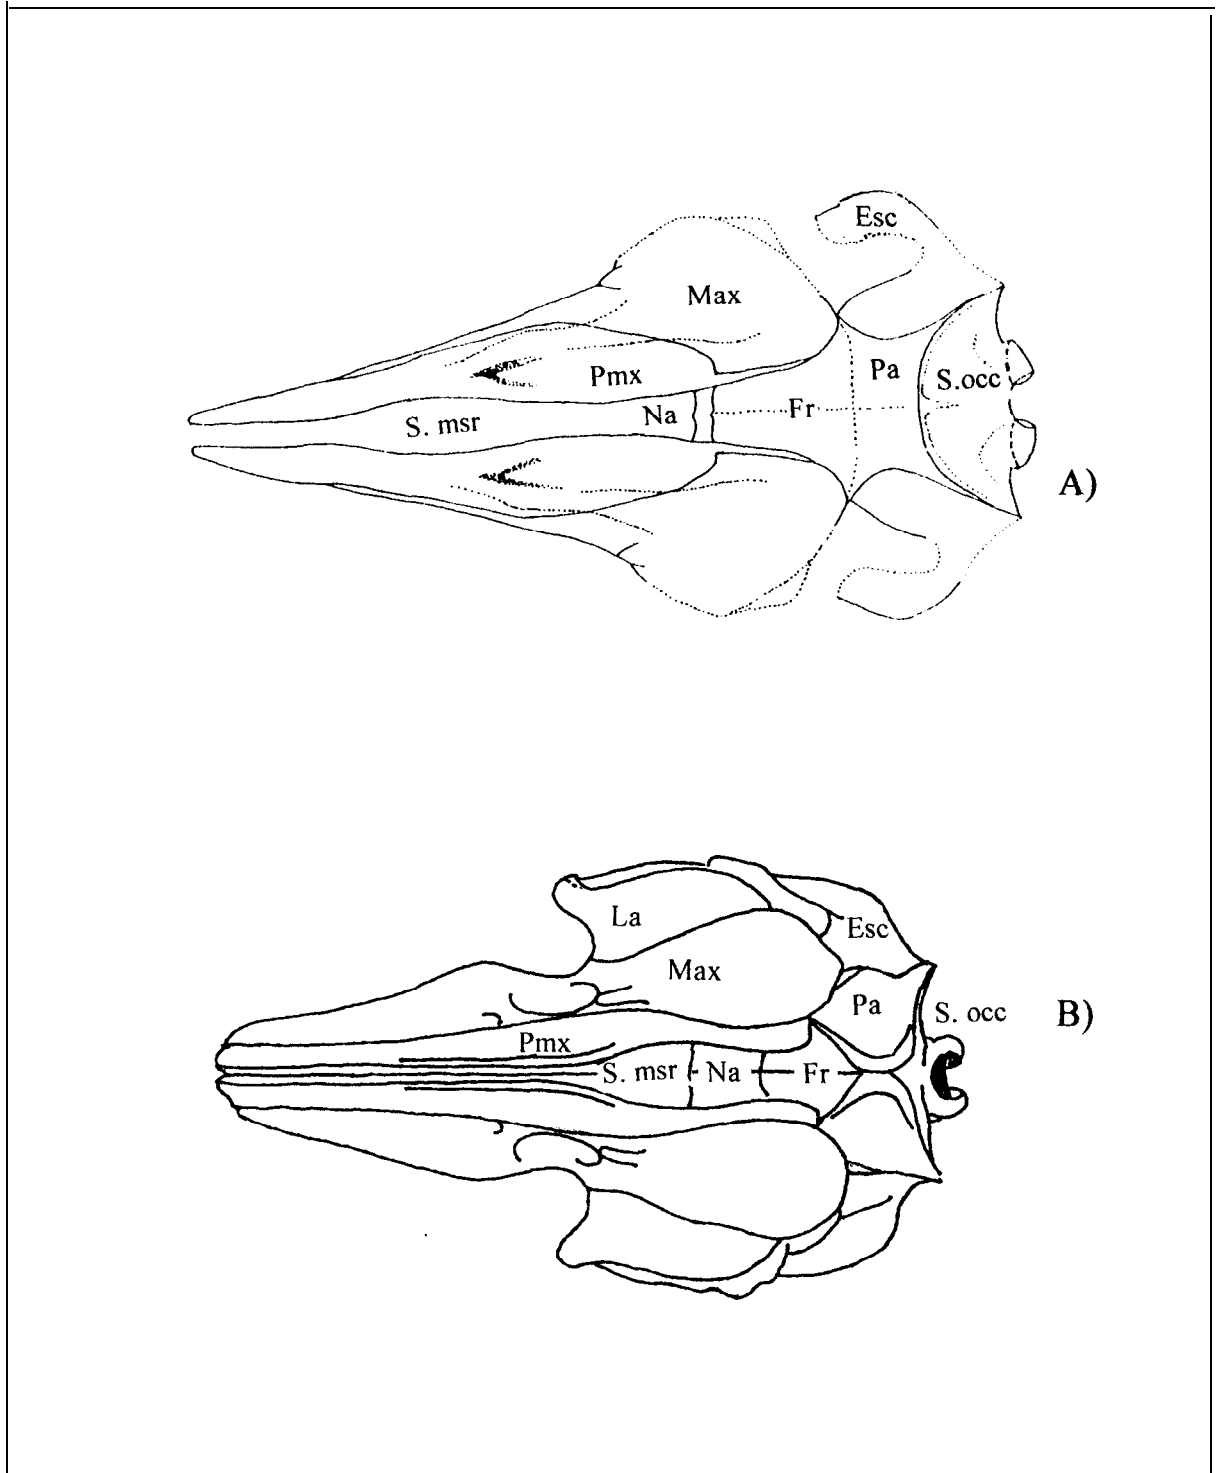 Esc
Max
Pa
Pmx
S.occ
Fr
Na
S. msr
A)
La
Esc
Max
Pa
S. occ
B)
Pmx
S. msr
Na
Fr